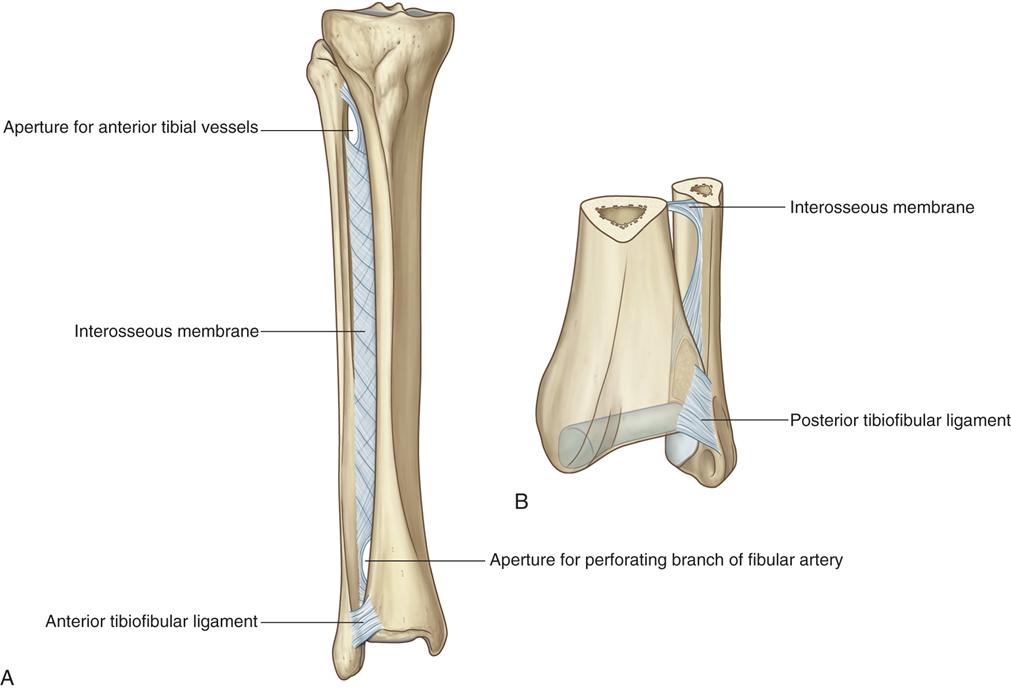 Aperture for anterior tibial vessels
Interosseous membrane
Aperture for perforating branch of fibular artery
Anterior tibiofibular ligament
A
Interosseous membrane
Posterior tibiofibular ligament
B